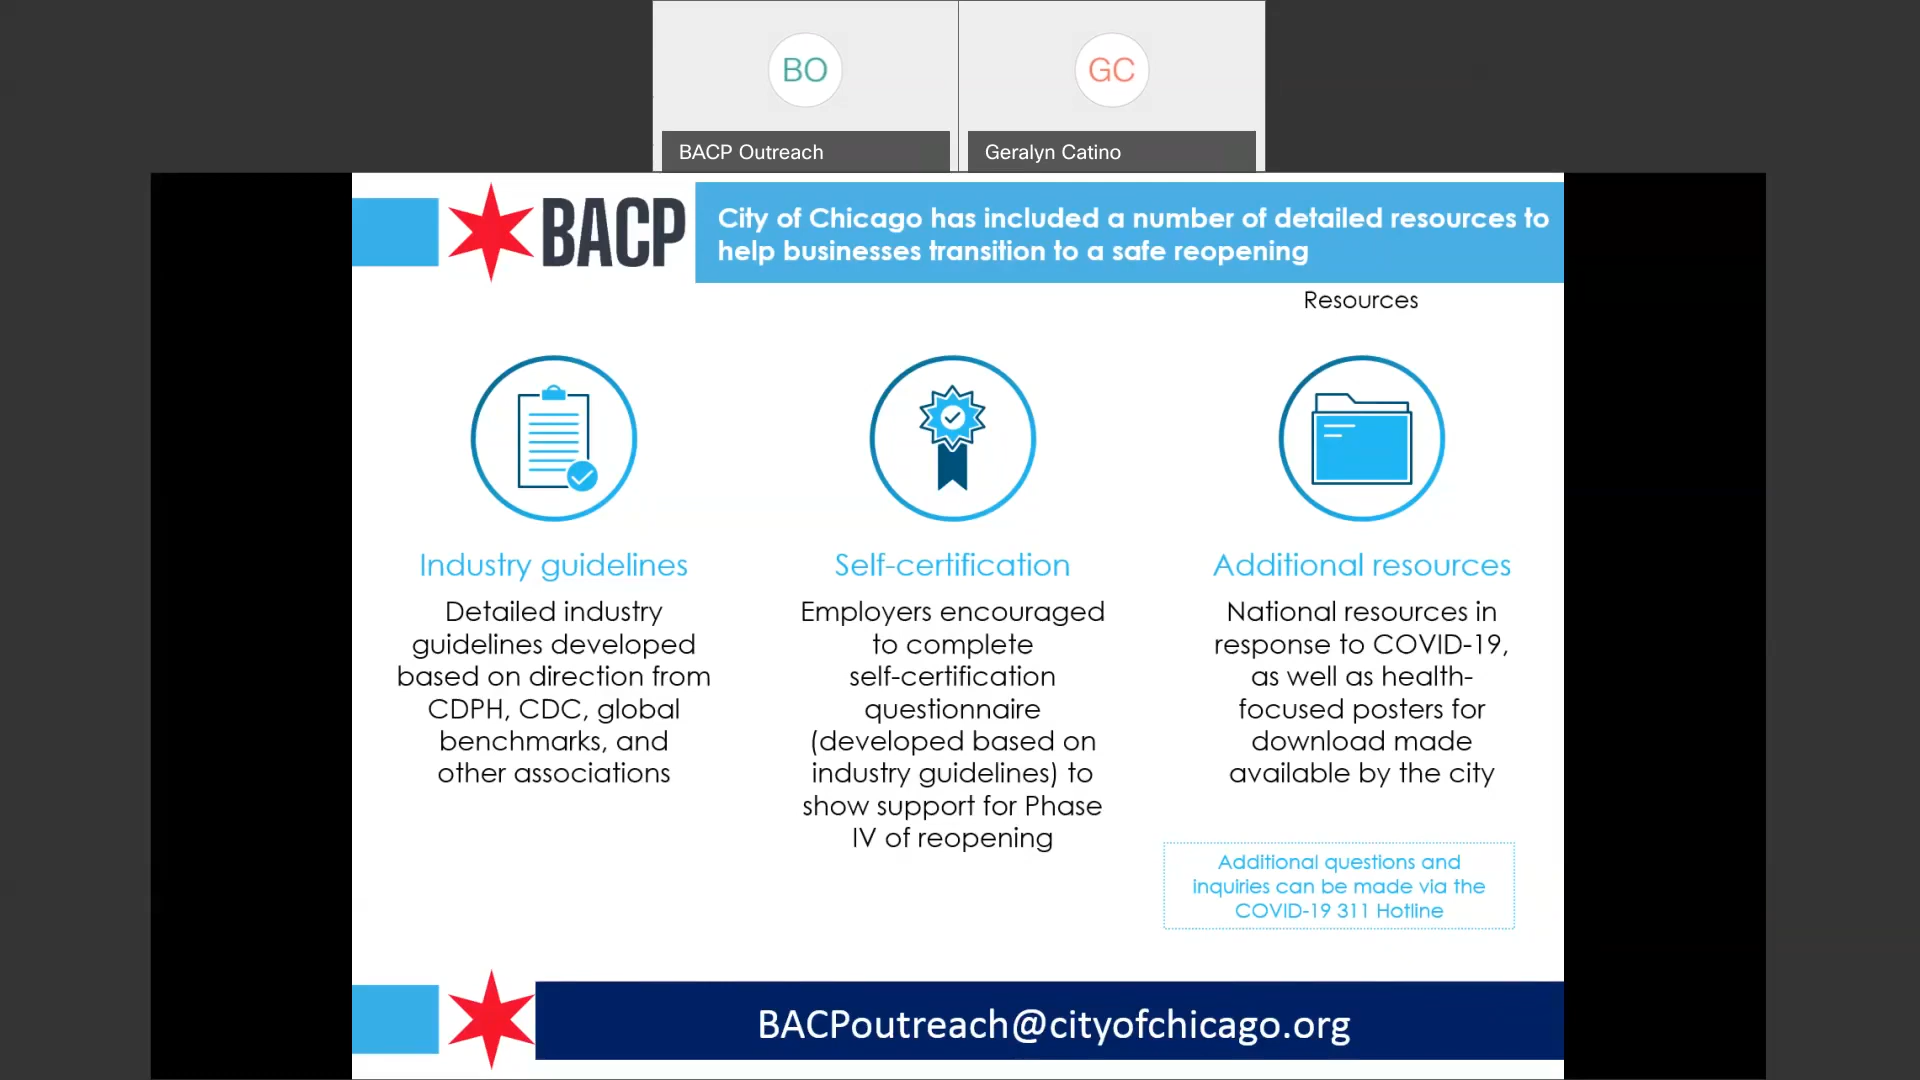 BO
GC
BACP Outreach
Geralyn Catino
BACP
City of Chicago has included a number of detailed resources to
help businesses transition to a safe reopening
Resources
Industry guidelines
Detailed industry
guidelines developed
based on direction from
CDPH, CDC, global
benchmarks, and
other associations
Self-certification
Employers encouraged
to complete
self-certification
questionnaire
(developed based on
industry guidelines) to
show support for Phase
IV of reopening
Additional resources
National resources in
response to COVID-19,
as well as health-
focused posters for
download made
available by the city
Additional questions and
inquiries can be made via the
COVID-19 311 Hotline
BACPoutreach@cityofchicago.org